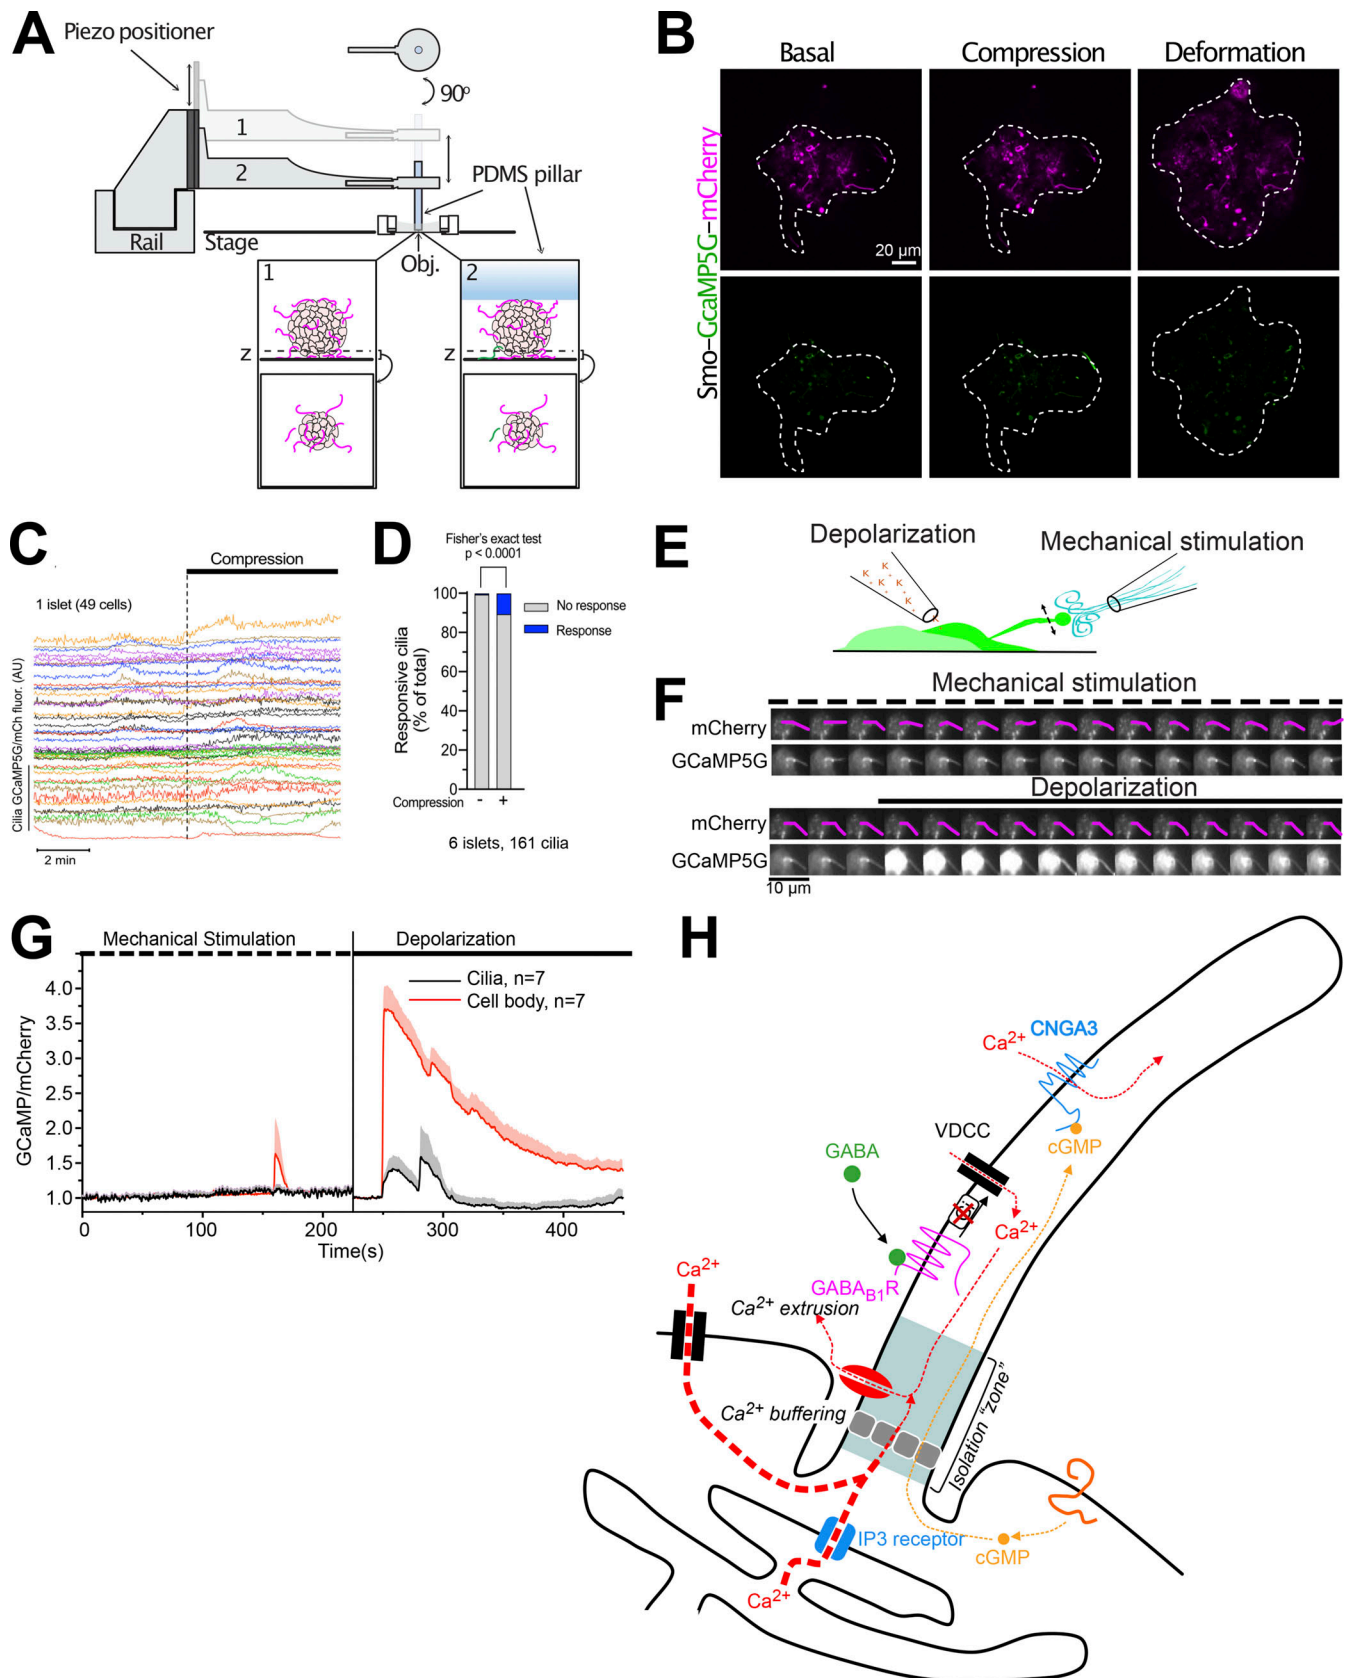 A
Piezo positioner
90º
1
2
PDMS pillar
Rail
Stage
Obj.
1
2
z
z
B
Basal
Compression
Deformation
Smo-GcaMP5G-mCherry
20 µm
C
Compression
1 islet (49 cells)
Cilia GCaMP5G/mCh fluor. (AU)
2 min
D
Fisher's exact test
p < 0.0001
100
80
60
40
20
0
Responsive cilia
(% of total)
No response
Response
Compression
-
+
6 islets, 161 cilia
E
Depolarization
Mechanical stimulation
K
K
K
K
K
K
F
Mechanical stimulation
mCherry
GCaMP5G
Depolarization
mCherry
GCaMP5G
10 µm
G
Mechanical Stimulation
Depolarization
Cilia, n=7
Cell body, n=7
4.0
3.5
3.0
2.5
2.0
1.5
1.0
GCaMP/mCherry
0
100
200
300
400
Time(s)
H
CNGA3
Ca2+
cGMP
VDCC
GABA
Ca2+
GABAB1R
Ca2+
Ca2+ extrusion
Ca2+ buffering
Isolation "zone"
IP3 receptor
cGMP
Ca2+